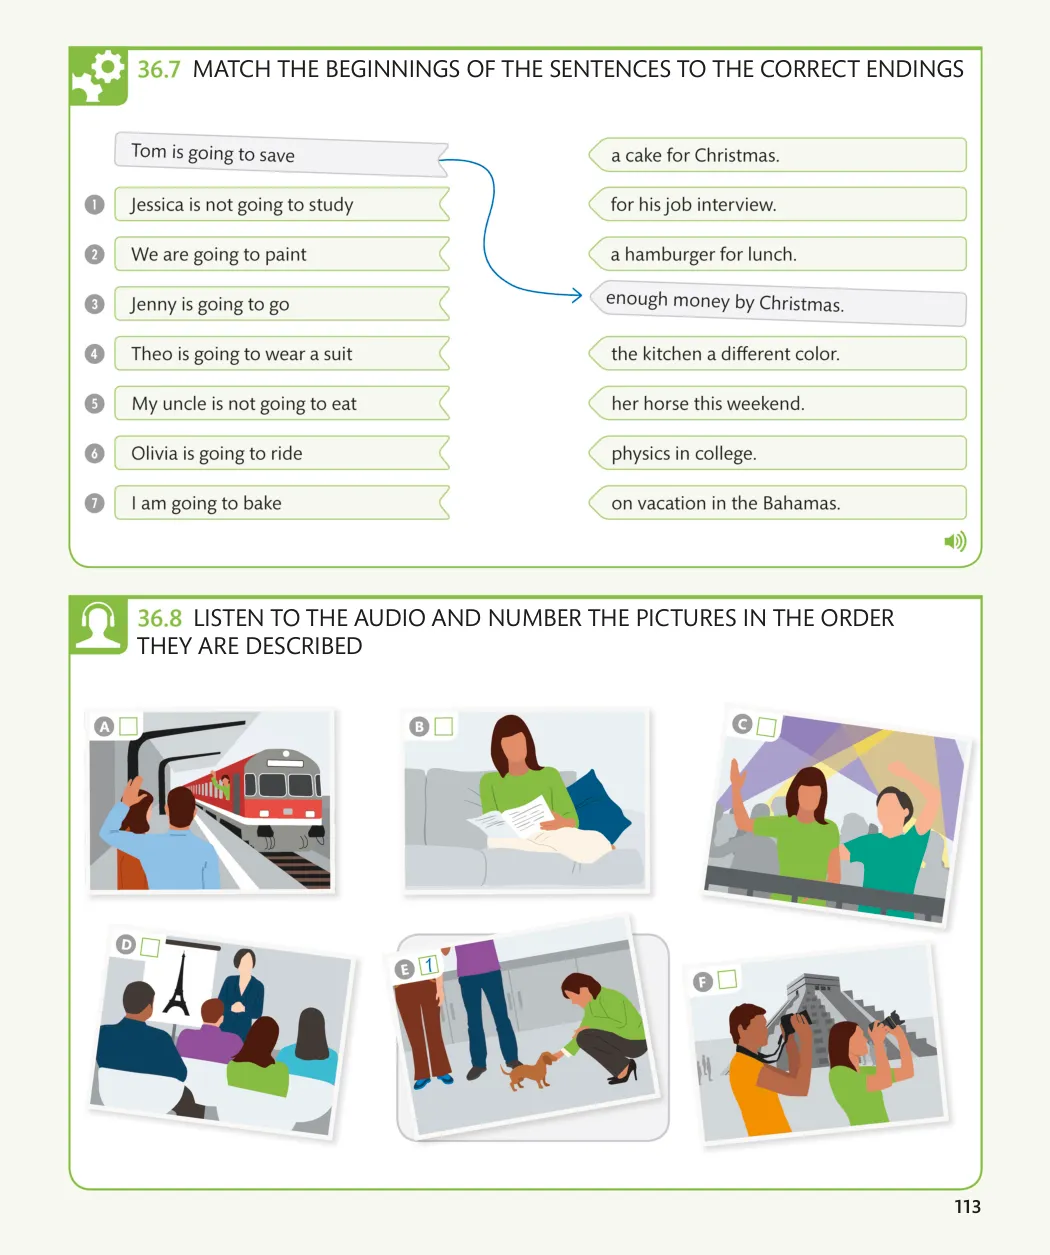 36.7 MATCH THE BEGINNINGS OF THE SENTENCES TO THE CORRECT ENDINGS
Tom is going to save
a cake for Christmas.
1 Jessica is not going to study
for his job interview.
2 We are going to paint
a hamburger for lunch.
3 Jenny is going to go
enough money by Christmas.
4 Theo is going to wear a suit
the kitchen a different color.
5 My uncle is not going to eat
her horse this weekend.
6 Olivia is going to ride
physics in college.
7 I am going to bake
on vacation in the Bahamas.
36.8 LISTEN TO THE AUDIO AND NUMBER THE PICTURES IN THE ORDER
THEY ARE DESCRIBED
A
B
C
D
E 1
F
113